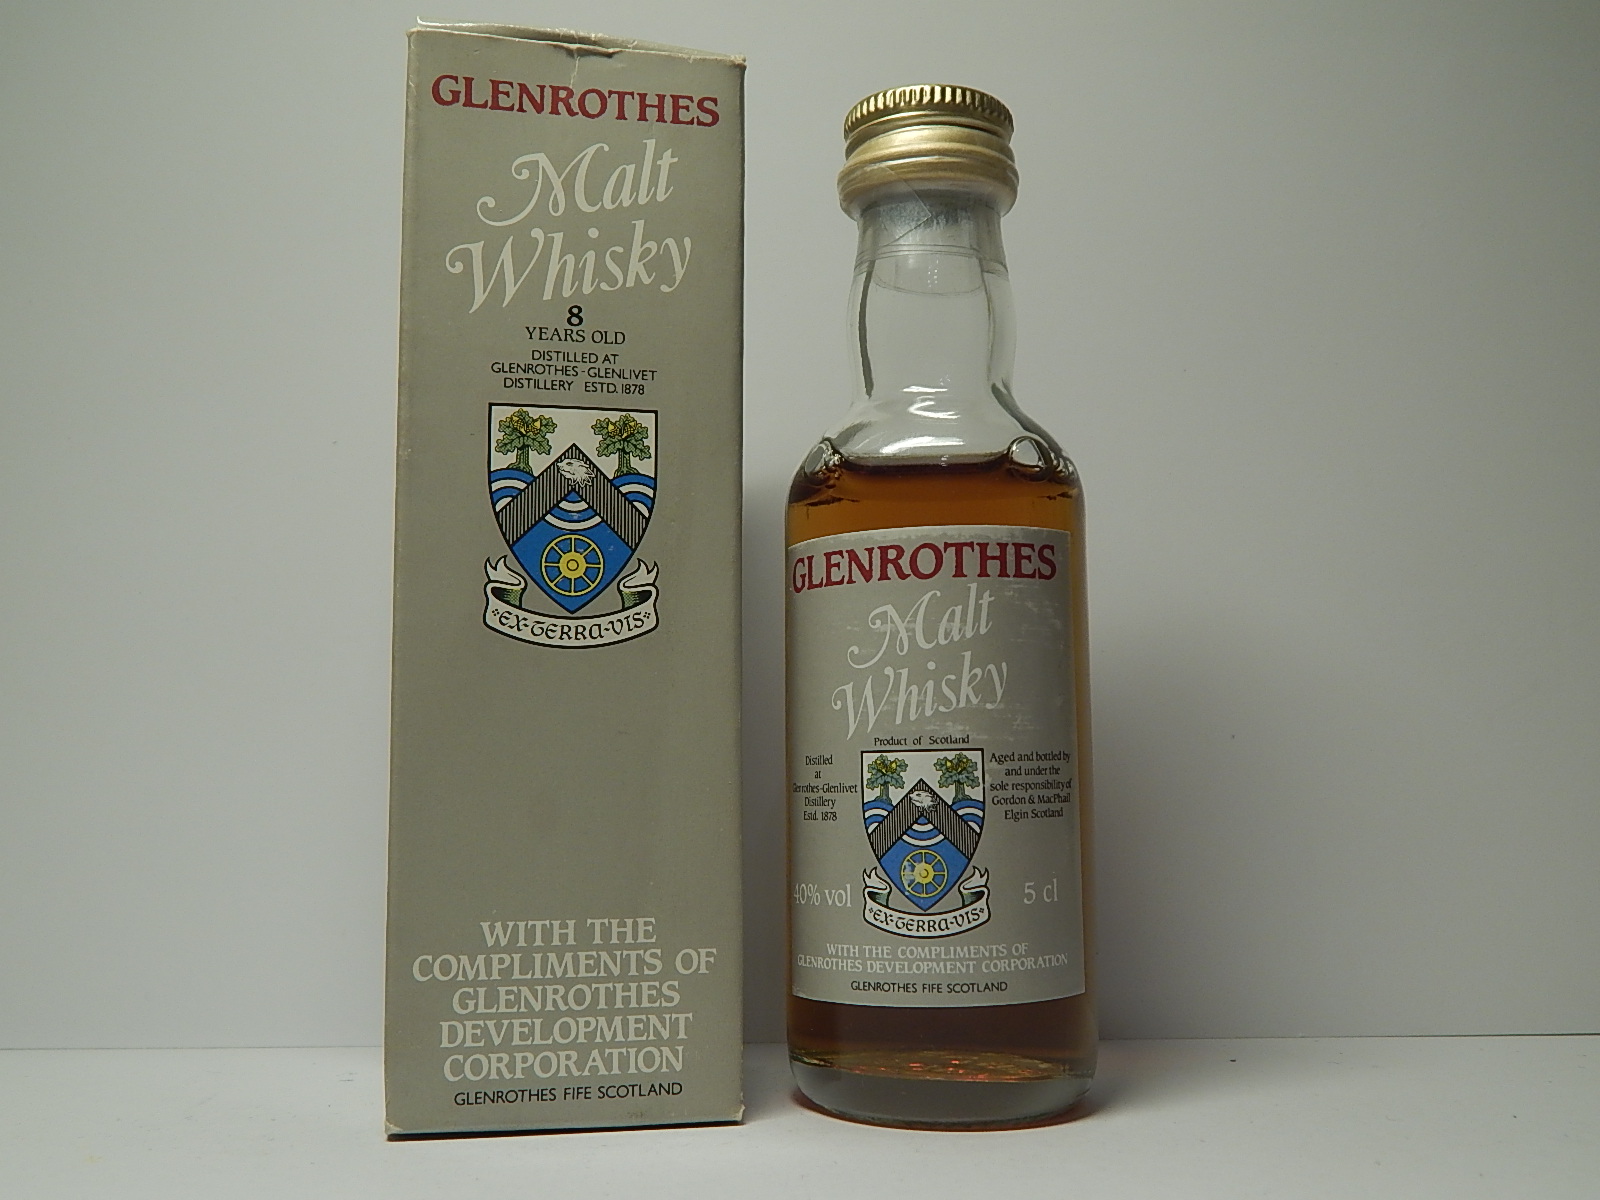 GLENROTHES
Malt
Whisky
8
YEARS OLD
DISTILLED AT
GLENROTHES-GLENLIVET
DISTILLERY ESTD. 1878
·EX·TERRA·VIS·
WITH THE
COMPLIMENTS OF
GLENROTHES
DEVELOPMENT
CORPORATION
GLENROTHES FIFE SCOTLAND
GLENROTHES
Malt
Whisky
Product of Scotland
Distilled
at
Glenrothes-Glenlivet
Distillery
Estd. 1878
Aged and bottled by
and under the
sole responsibility of
Gordon & MacPhail
Elgin Scotland
40% vol
5 cl
·EX·TERRA·VIS·
WITH THE COMPLIMENTS OF
GLENROTHES DEVELOPMENT CORPORATION
GLENROTHES FIFE SCOTLAND